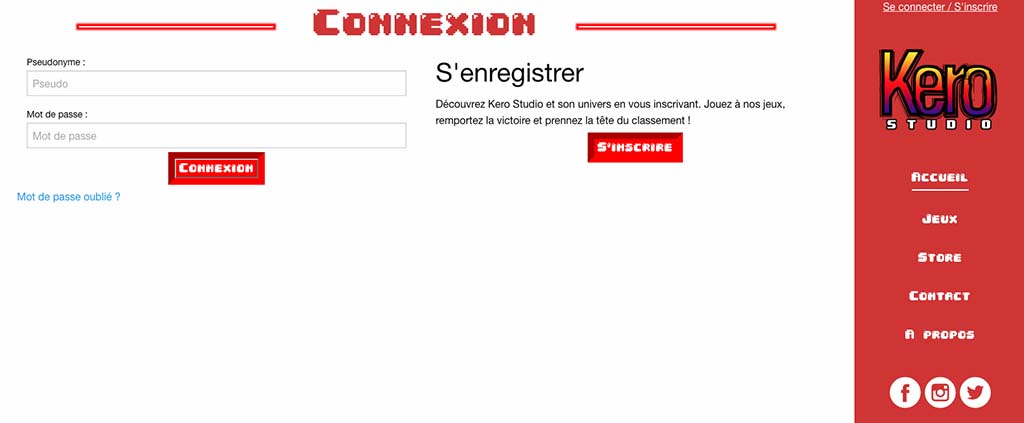 Connexion
Pseudonyme :
Pseudo
Mot de passe :
Mot de passe
Connexion
Mot de passe oublié ?
S'enregistrer
Découvrez Kero Studio et son univers en vous inscrivant. Jouez à nos jeux,
remportez la victoire et prennez la tête du classement !
S'inscrire
Se connecter / S'inscrire
Kero
STUDIO
Accueil
Jeux
Store
Contact
A propos